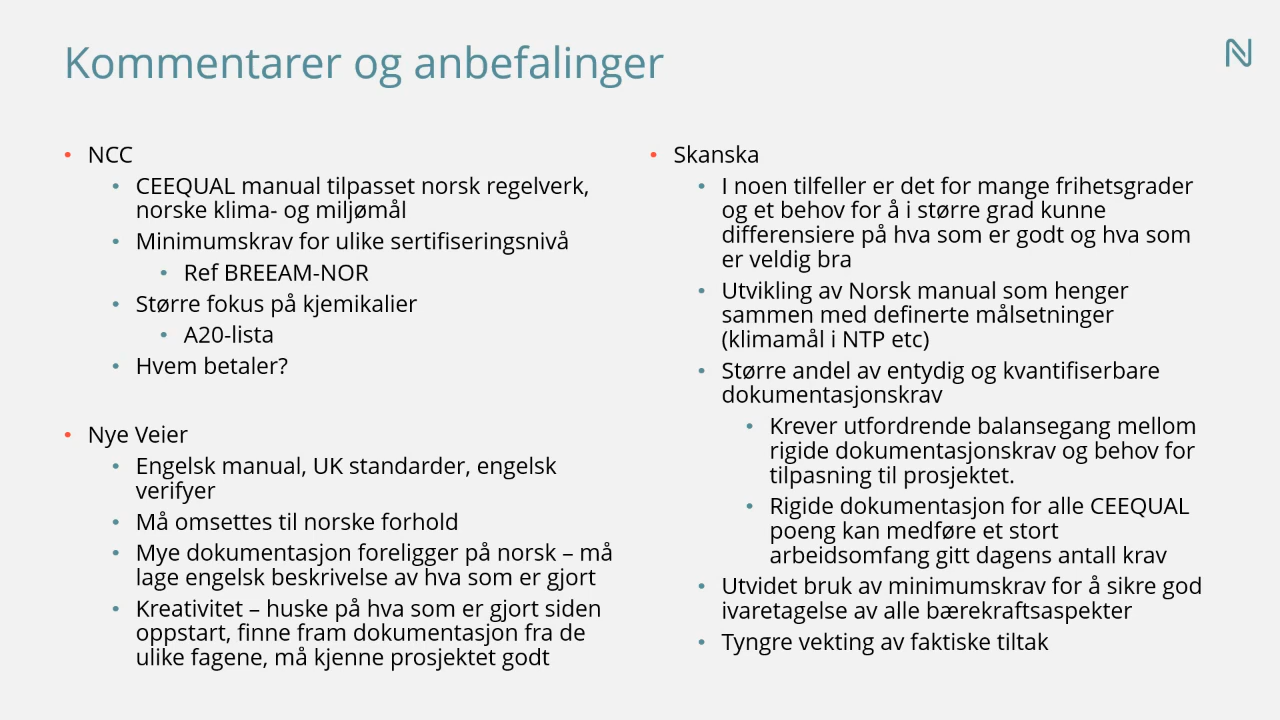 Kommentarer og anbefalinger
• NCC
• CEEQUAL manual tilpasset norsk regelverk,
norske klima- og miljømål
• Minimumskrav for ulike sertifiseringsnivå
• Ref BREEAM-NOR
• Større fokus på kjemikalier
• A20-lista
• Hvem betaler?
• Nye Veier
• Engelsk manual, UK standarder, engelsk
verifyer
• Må omsettes til norske forhold
• Mye dokumentasjon foreligger på norsk – må
lage engelsk beskrivelse av hva som er gjort
• Kreativitet – huske på hva som er gjort siden
oppstart, finne fram dokumentasjon fra de
ulike fagene, må kjenne prosjektet godt
• Skanska
• I noen tilfeller er det for mange frihetsgrader
og et behov for å i større grad kunne
differensiere på hva som er godt og hva som
er veldig bra
• Utvikling av Norsk manual som henger
sammen med definerte målsetninger
(klimamål i NTP etc)
• Større andel av entydig og kvantifiserbare
dokumentasjonskrav
• Krever utfordrende balansegang mellom
rigide dokumentasjonskrav og behov for
tilpasning til prosjektet.
• Rigide dokumentasjon for alle CEEQUAL
poeng kan medføre et stort
arbeidsomfang gitt dagens antall krav
• Utvidet bruk av minimumskrav for å sikre god
ivaretagelse av alle bærekraftsaspekter
• Tyngre vekting av faktiske tiltak